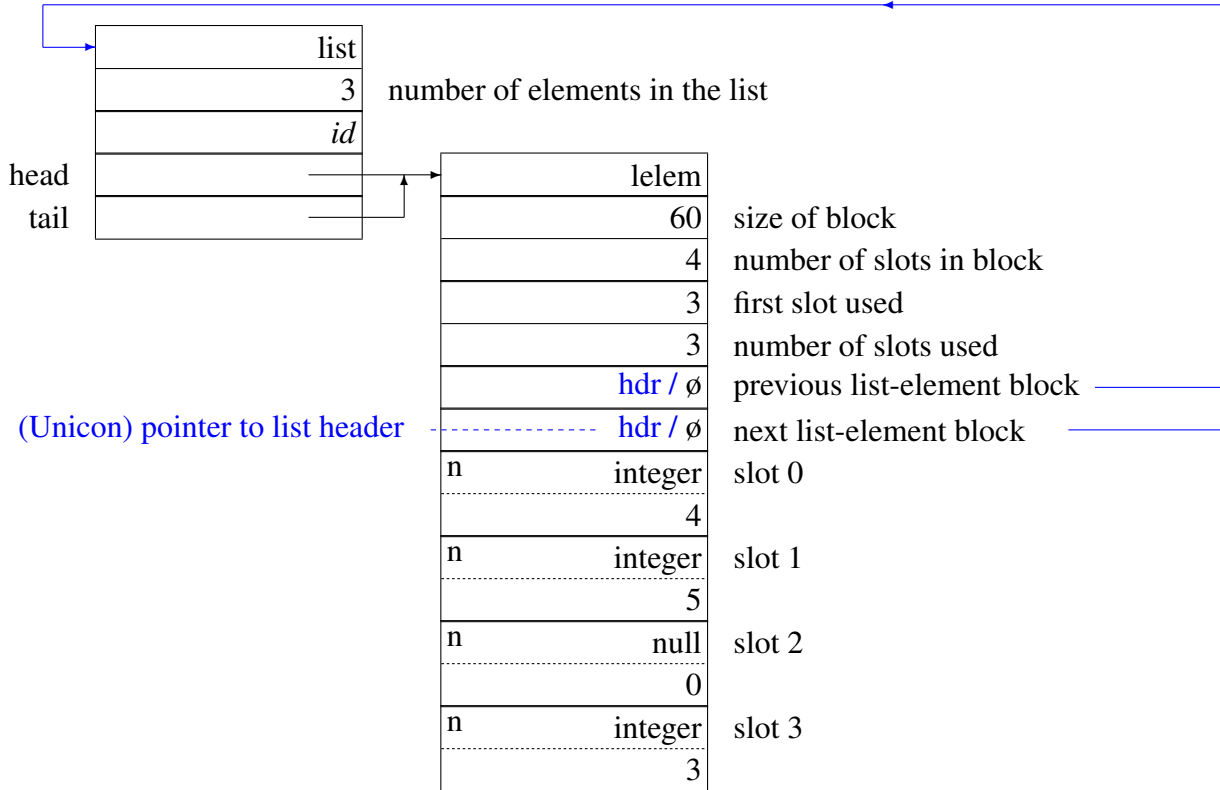 list
3 number of elements in the list
id
head lelem
tail 60 size of block
4 number of slots in block
3 first slot used
3 number of slots used
hdr / ø previous list-element block
(Unicon) pointer to list header hdr / ø next list-element block
n integer slot 0
4
n integer slot 1
5
n null slot 2
0
n integer slot 3
3